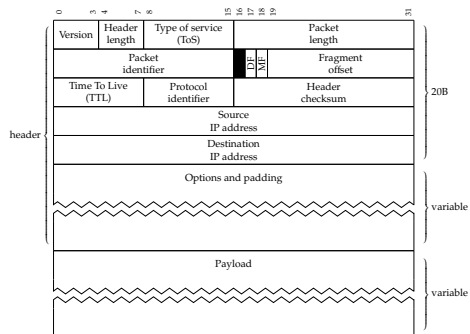 0 3 4 7 8 15 16 17 18 19 31
Version
Header
length
Type of service
(ToS)
Packet
length
Packet
identifier
DF
MF
Fragment
offset
Time To Live
(TTL)
Protocol
identifier
Header
checksum
20B
Source
IP address
header
Destination
IP address
Options and padding
variable
Payload
variable